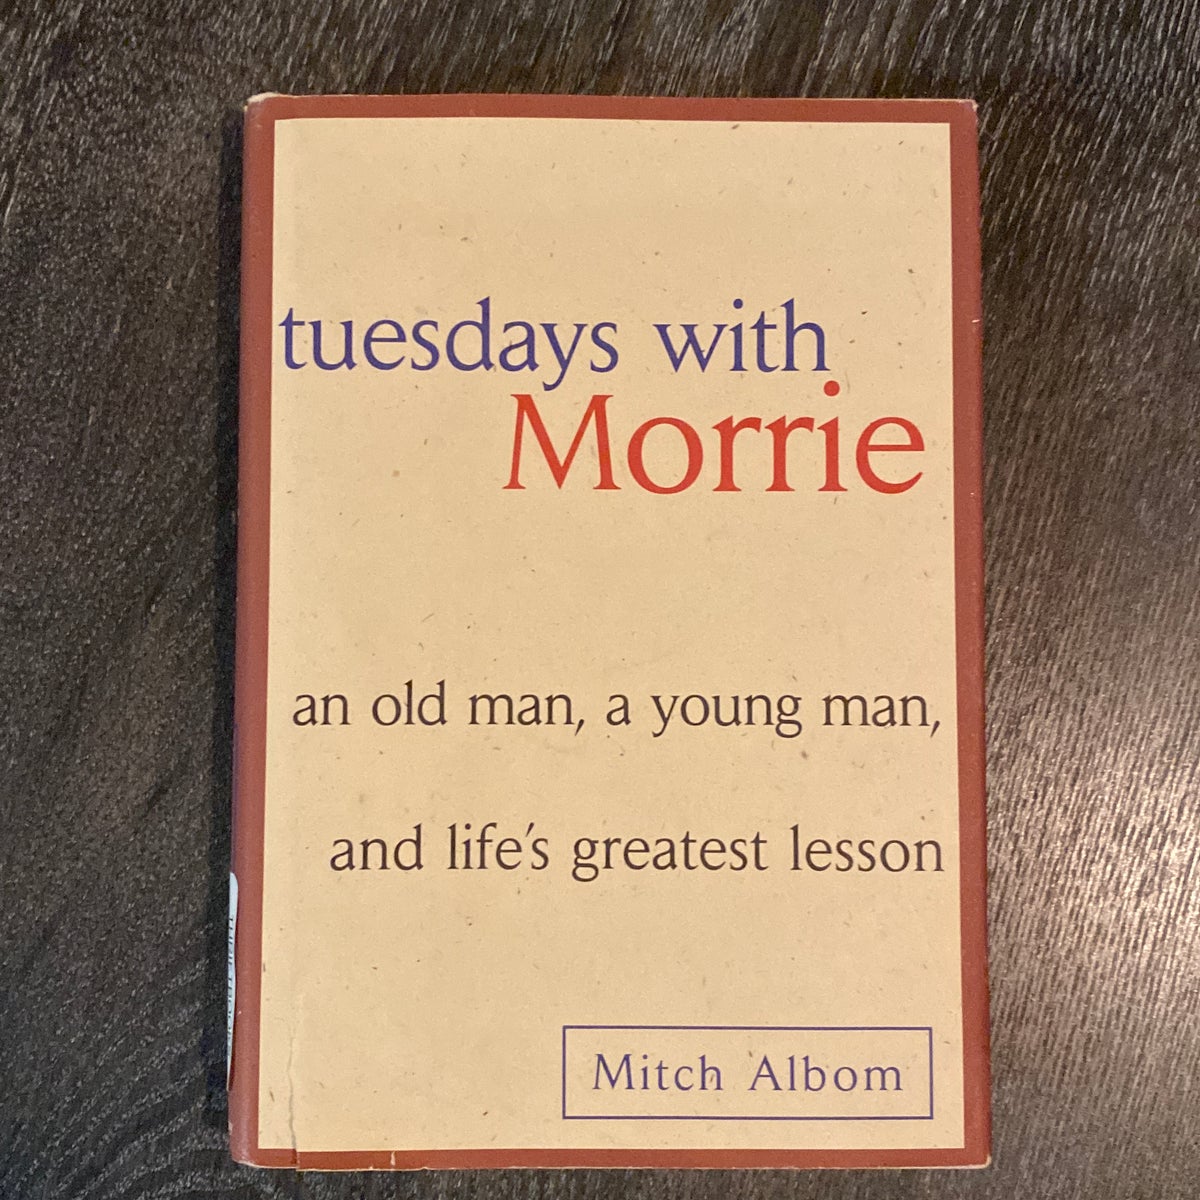 tuesdays with
Morrie
an old man, a young man,
and life's greatest lesson
Mitch Albom